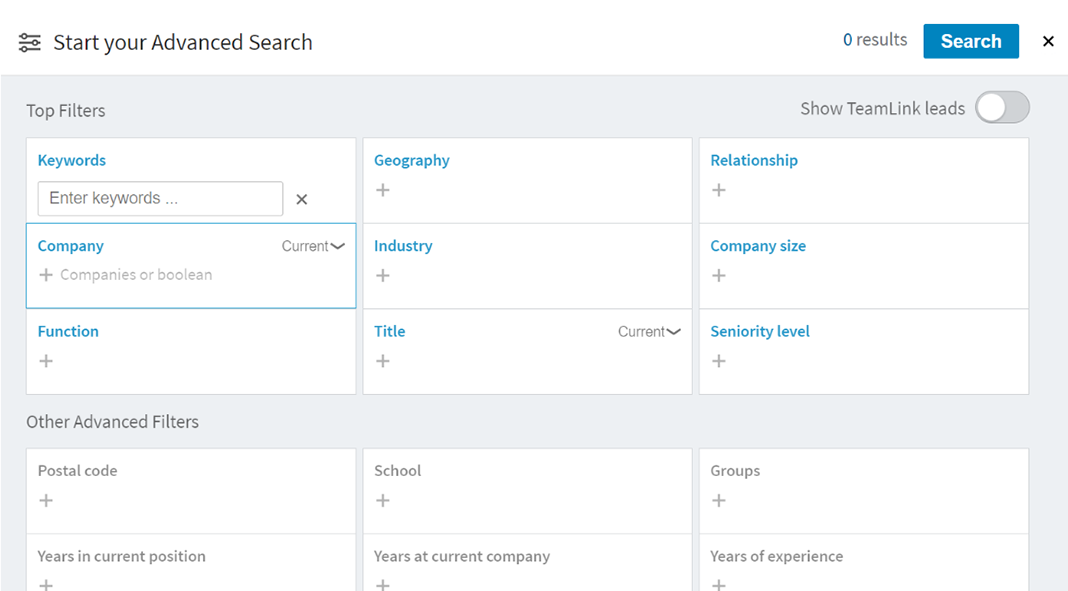 Start your Advanced Search
0 results
Search
Top Filters
Show TeamLink leads
Keywords
Enter keywords ...
Geography
Relationship
Company
Current
Companies or boolean
Industry
Company size
Function
Title
Current
Seniority level
Other Advanced Filters
Postal code
School
Groups
Years in current position
Years at current company
Years of experience